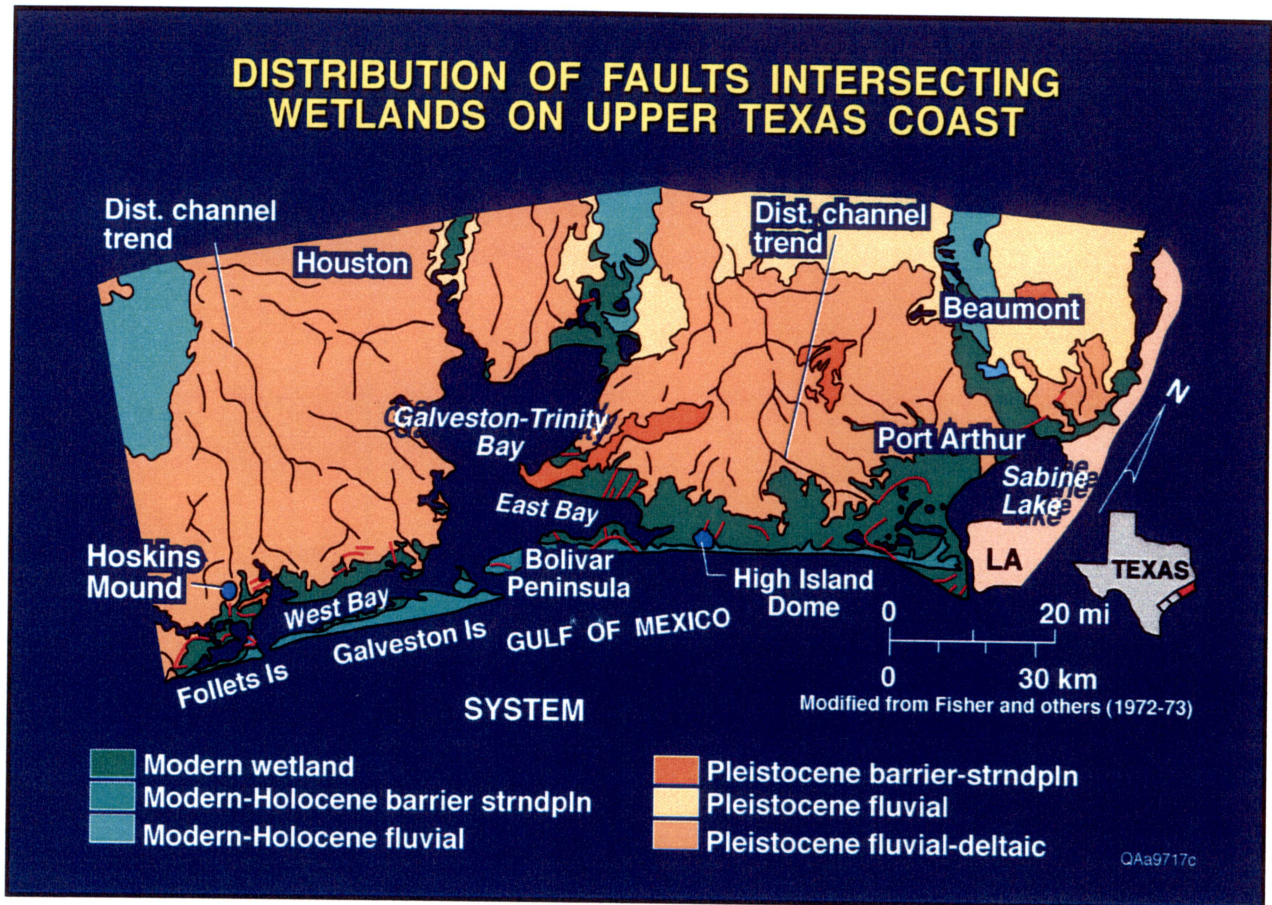 DISTRIBUTION OF FAULTS INTERSECTING
WETLANDS ON UPPER TEXAS COAST
Dist. channel
trend
Houston
Dist. channel
trend
Beaumont
Galveston-Trinity
Bay
Port Arthur
N
Sabine
Lake
East Bay
Hoskins
Mound
West Bay
Bolivar
Peninsula
High Island
Dome
LA
TEXAS
Galveston Is
GULF OF MEXICO
Follets Is
0 20 mi
0 30 km
Modified from Fisher and others (1972-73)
SYSTEM
Modern wetland
Modern-Holocene barrier strndpln
Modern-Holocene fluvial
Pleistocene barrier-strndpln
Pleistocene fluvial
Pleistocene fluvial-deltaic
QAa9717c